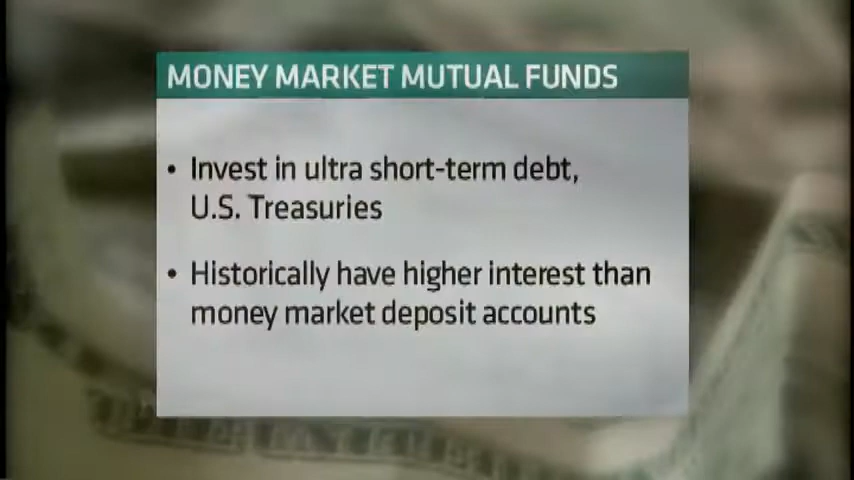 MONEY MARKET MUTUAL FUNDS
• Invest in ultra short-term debt,
U.S. Treasuries
• Historically have higher interest than
money market deposit accounts